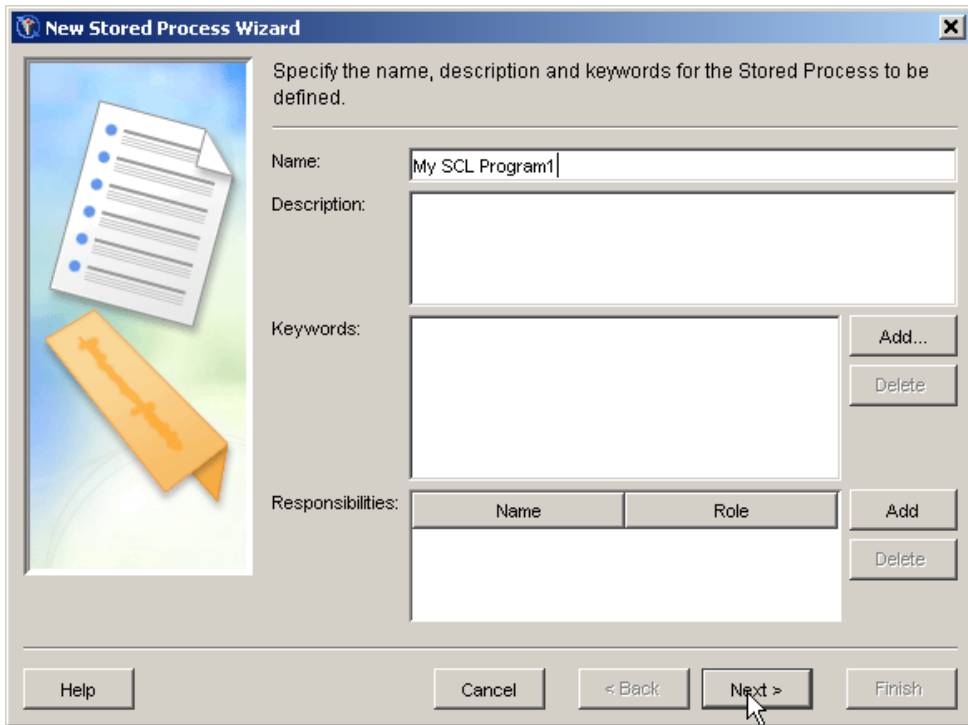 New Stored Process Wizard
Specify the name, description and keywords for the Stored Process to be
defined.
Name:
My SCL Program1
Description:
Keywords:
Add...
Delete
Responsibilities:
Name
Role
Add
Delete
Help
Cancel
< Back
Next >
Finish